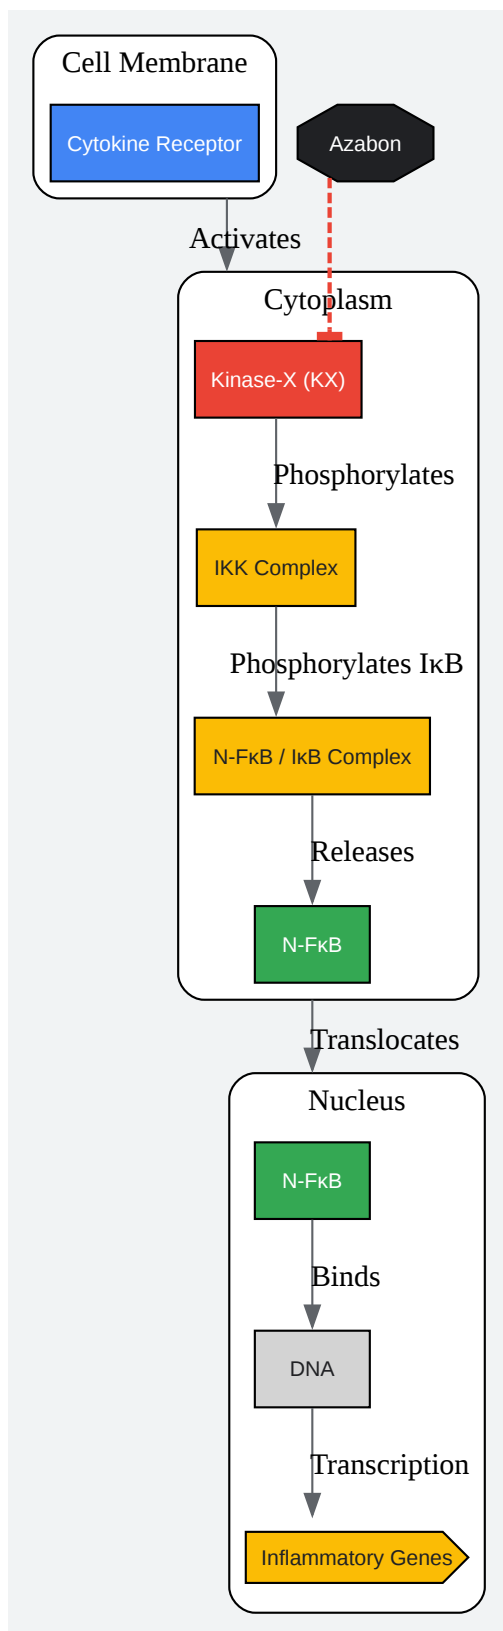 Cell Membrane
Cytokine Receptor
Azabon
Activates
Cytoplasm
Kinase-X (KX)
Phosphorylates
IKK Complex
Phosphorylates IκB
N-FκB / IκB Complex
Releases
N-FκB
Translocates
Nucleus
N-FκB
Binds
DNA
Transcription
Inflammatory Genes